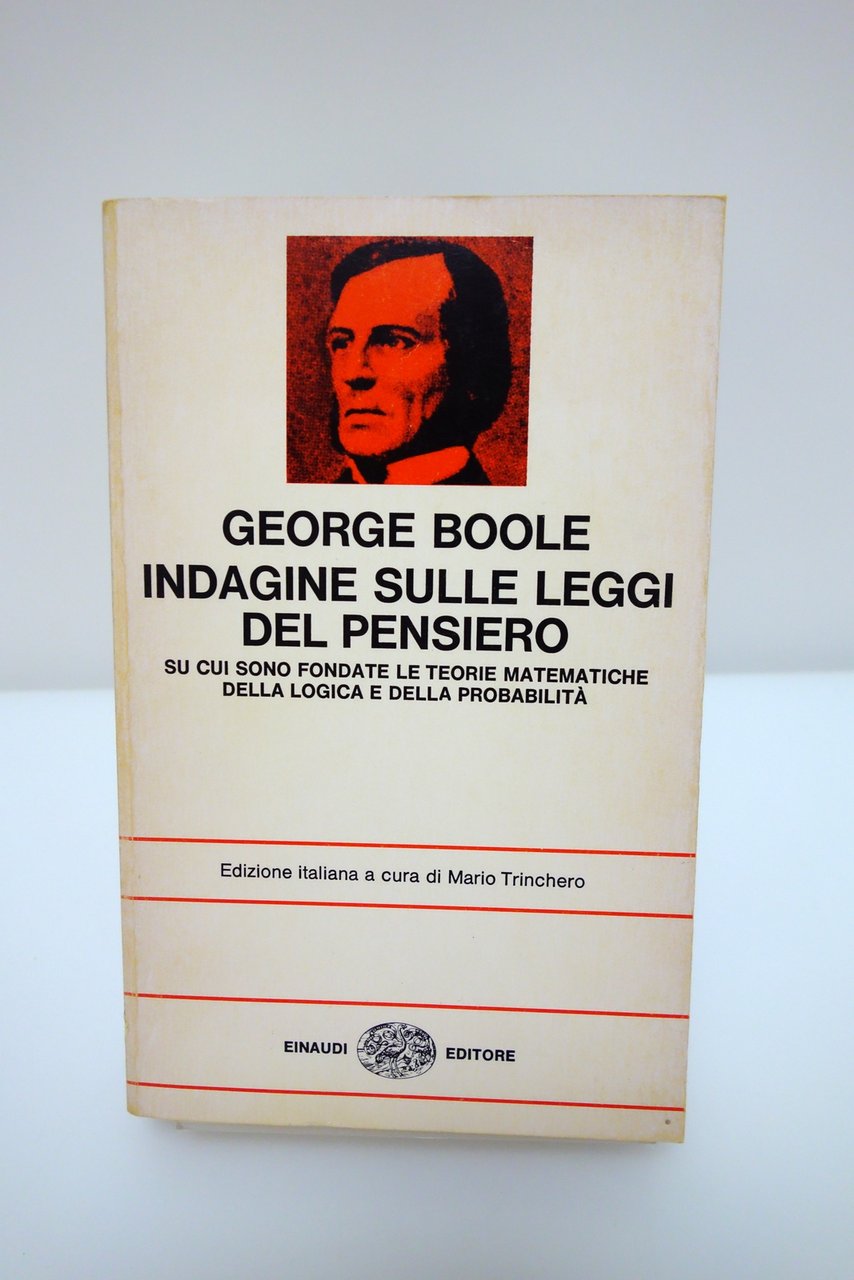 GEORGE BOOLE
INDAGINE SULLE LEGGI
DEL PENSIERO
SU CUI SONO FONDATE LE TEORIE MATEMATICHE
DELLA LOGICA E DELLA PROBABILITÀ
Edizione italiana a cura di Mario Trinchero
EINAUDI EDITORE